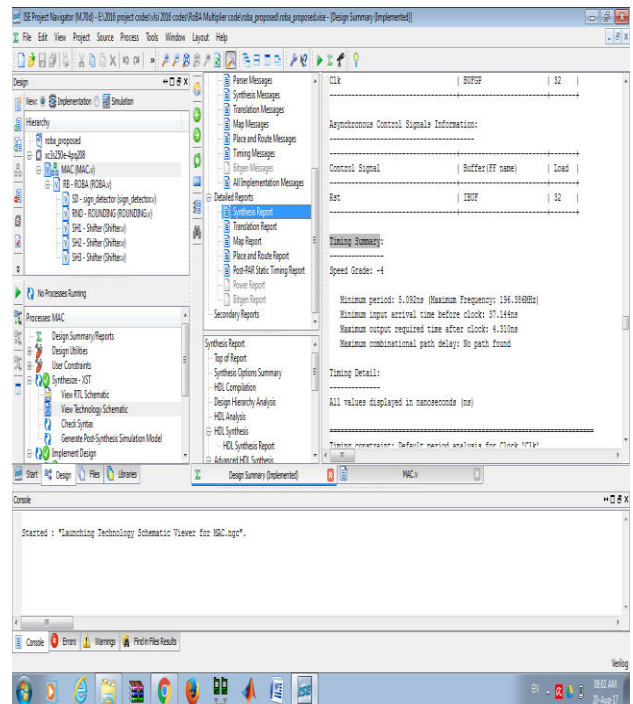 ISE Project Navigator (M.70d) - E:\2016 project codes\vlsi 2016 codes\RoBA Multiplier code\roba_proposed\roba_proposed.xise - [Design Summary (Implemented)]
File Edit View Project Source Process Tools Window Layout Help
Design
View: Implementation Simulation
Hierarchy
roba_proposed
xc3s250e-4pq208
MAC (MAC.v)
RB - ROBA (ROBA.v)
SD - sign_detector (sign_detector.v)
RND - ROUNDING (ROUNDING.v)
SH1 - Shifter (Shifter.v)
SH2 - Shifter (Shifter.v)
SH3 - Shifter (Shifter.v)
No Processes Running
Processes: MAC
Design Summary/Reports
Design Utilities
User Constraints
Synthesize - XST
View RTL Schematic
View Technology Schematic
Check Syntax
Generate Post-Synthesis Simulation Model
Implement Design
Start Design Files Libraries
Parser Messages
Synthesis Messages
Translation Messages
Map Messages
Place and Route Messages
Timing Messages
Bitgen Messages
All Implementation Messages
Detailed Reports
Synthesis Report
Translation Report
Map Report
Place and Route Report
Post-PAR Static Timing Report
Power Report
Bitgen Report
Secondary Reports
Synthesis Report
Top of Report
Synthesis Options Summary
HDL Compilation
Design Hierarchy Analysis
HDL Analysis
HDL Synthesis
HDL Synthesis Report
Advanced HDL Synthesis
Clk | BUFGP | 32 |
-----------------------------------+------------------------+-------+
Asynchronous Control Signals Information:
----------------------------------------
-----------------------------------+------------------------+-------+
Control Signal | Buffer(FF name) | Load |
-----------------------------------+------------------------+-------+
Rst | IBUF | 32 |
-----------------------------------+------------------------+-------+
Timing Summary:
---------------
Speed Grade: -4
Minimum period: 5.092ns (Maximum Frequency: 196.386MHz)
Minimum input arrival time before clock: 37.144ns
Maximum output required time after clock: 4.310ns
Maximum combinational path delay: No path found
Timing Detail:
--------------
All values displayed in nanoseconds (ns)
=========================================================================
Timing constraint: Default period analysis for Clock 'Clk'
Design Summary (Implemented) MAC.v
Console
Started : "Launching Technology Schematic Viewer for MAC.ngc".
Console Errors Warnings Find in Files Results
Verilog
ISE
EN
08:02 AM
20-Aug-17